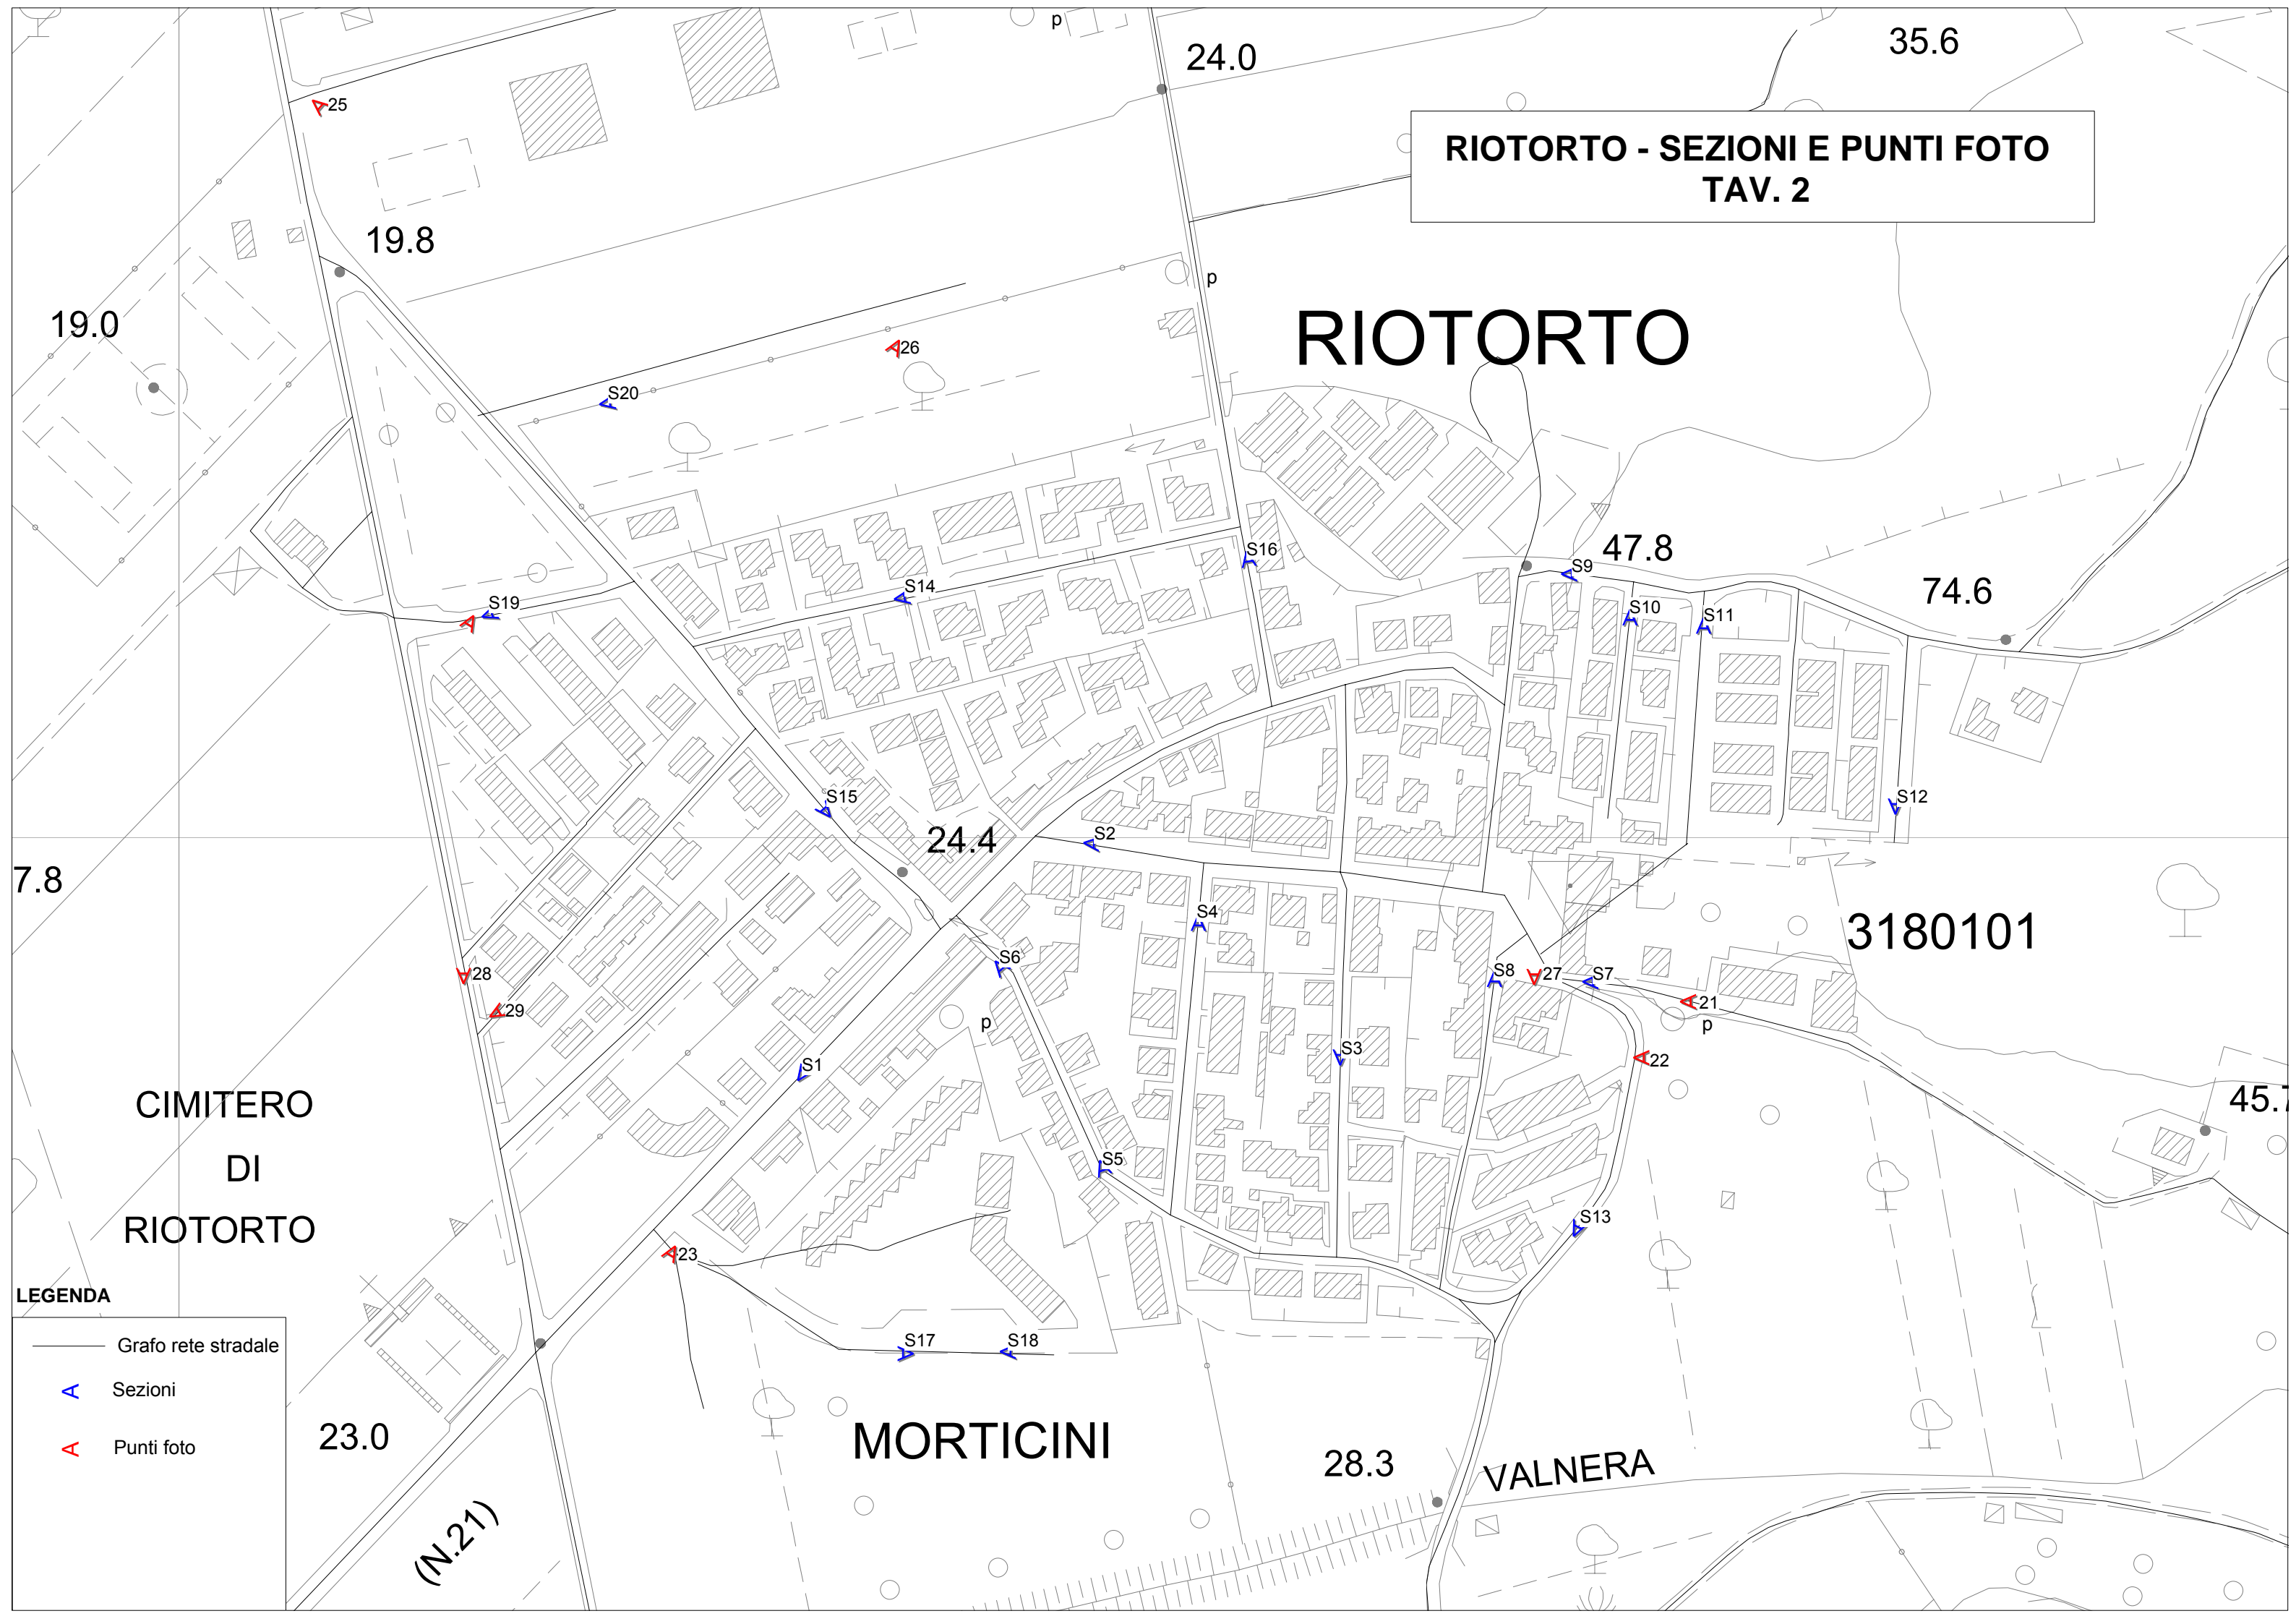 p
24.0
35.6
25
RIOTORTO - SEZIONI E PUNTI FOTO
TAV. 2
19.8
p
19.0
RIOTORTO
26
S20
S16
47.8
S9
74.6
S14
S19
S10
S11
S15
S12
24.4
S2
7.8
3180101
S4
S6
28
S8
27
S7
29
21
p
p
S3
22
S1
CIMITERO
DI
RIOTORTO
45.7
S5
S13
23
LEGENDA
Grafo rete stradale
Sezioni
Punti foto
S17
S18
23.0
MORTICINI
28.3
VALNERA
(N.21)